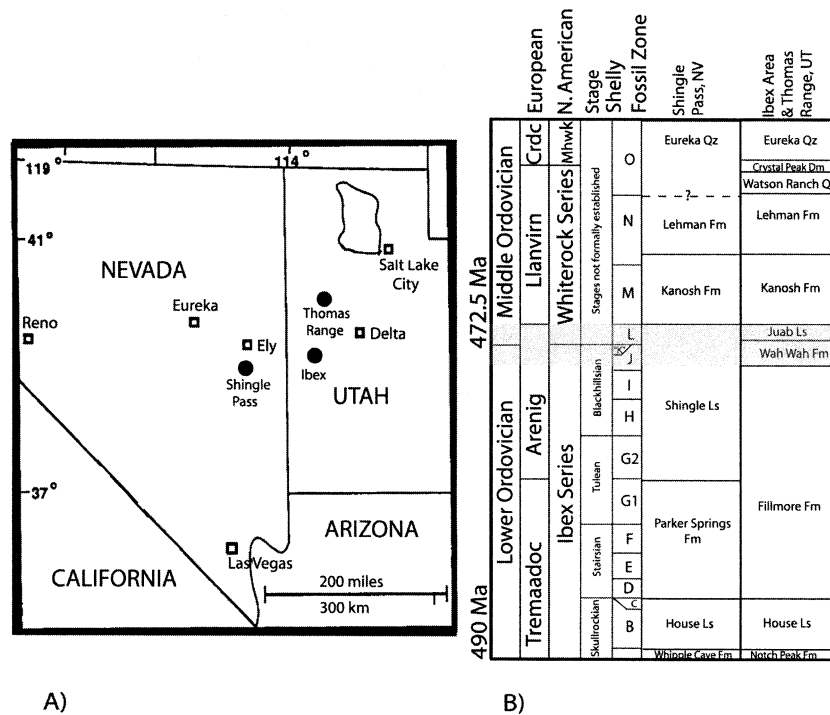 119 °
114 °
41°
NEVADA
Salt Lake
City
Eureka
Thomas
Range
Reno
Delta
Ely
Shingle
Pass
Ibex
UTAH
37°
ARIZONA
Las Vegas
CALIFORNIA
200 miles
300 km
A)
European
N. American
Stage
Shelly
Fossil Zone
Shingle
Pass, NV
Ibex Area
& Thomas
Range, UT
472.5 Ma
490 Ma
Middle Ordovician
Lower Ordovician
Crdc
Llanvirn
Arenig
Tremaadoc
Mhwk
Whiterock Series
Ibex Series
Stages not formally established
Blackhillsian
Tulean
Stairsian
Skullrockian
O
N
M
L
J
I
H
G2
G1
F
E
D
C
B
Eureka Qz
?
Lehman Fm
Kanosh Fm
Shingle Ls
Parker Springs
Fm
House Ls
Whipple Cave Fm
Eureka Qz
Crystal Peak Dm
Watson Ranch Q
Lehman Fm
Kanosh Fm
Juab Ls
Wah Wah Fm
Fillmore Fm
House Ls
Notch Peak Fm
B)